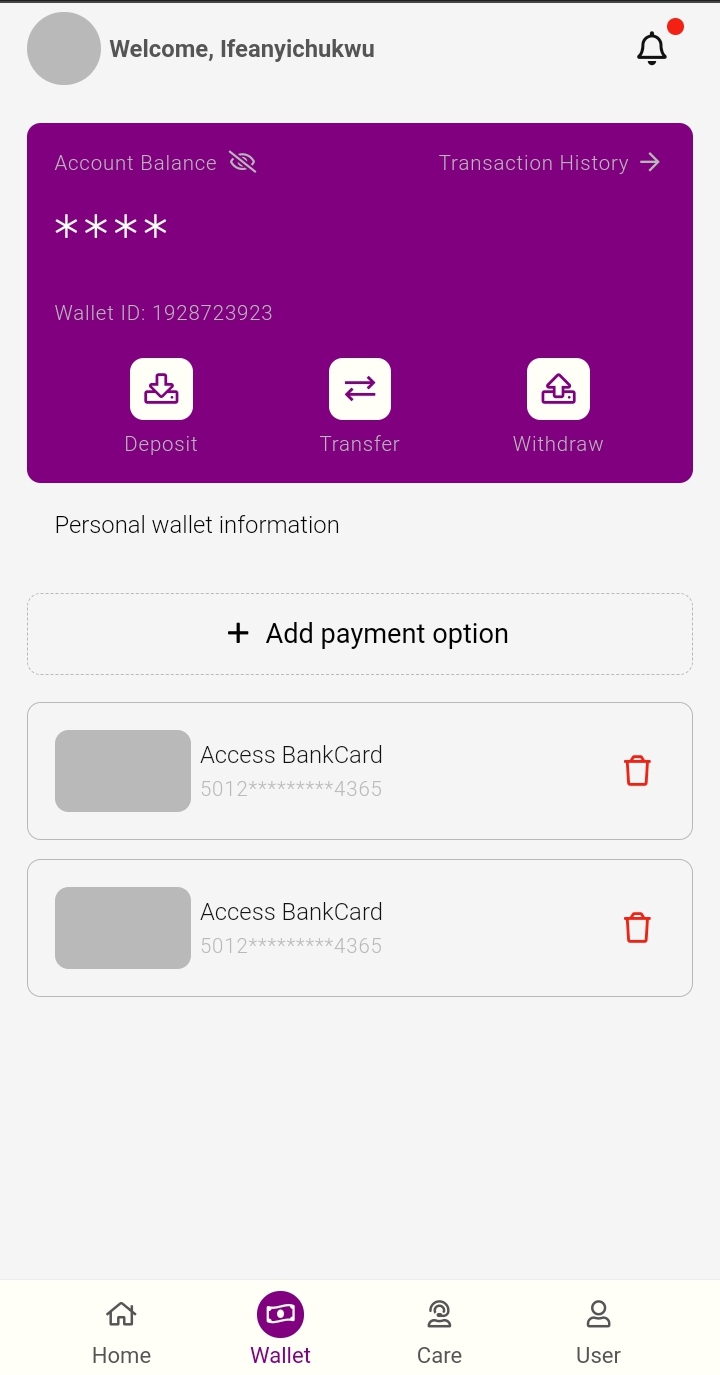 Welcome, Ifeanyichukwu
Account Balance
Transaction History
****
Wallet ID: 1928723923
Deposit
Transfer
Withdraw
Personal wallet information
+ Add payment option
Access BankCard
5012*********4365
Access BankCard
5012*********4365
Home
Wallet
Care
User